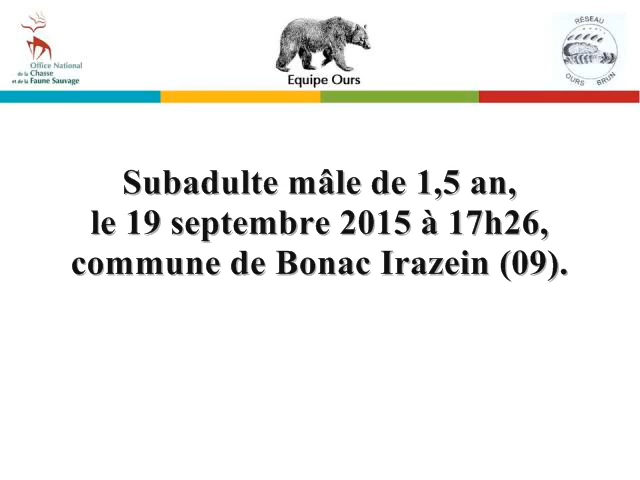 Office National
de la Chasse
et de la Faune Sauvage
Equipe Ours
RÉSEAU
OURS BRUN
Subadulte mâle de 1,5 an,
le 19 septembre 2015 à 17h26,
commune de Bonac Irazein (09).